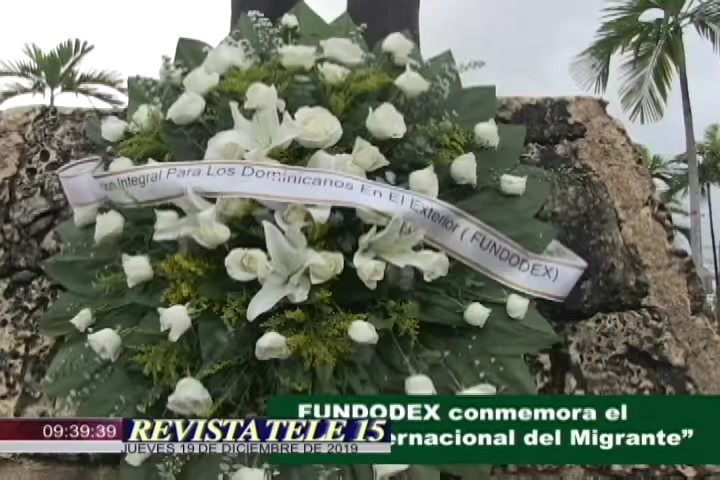 Integral Para Los Dominicanos En El Exterior ( FUNDODEX)
FUNDODEX conmemora el
del Migrante”
09:39:39
REVISTA TELE 15
JUEVES 19 DE DICIEMBRE DE 2019